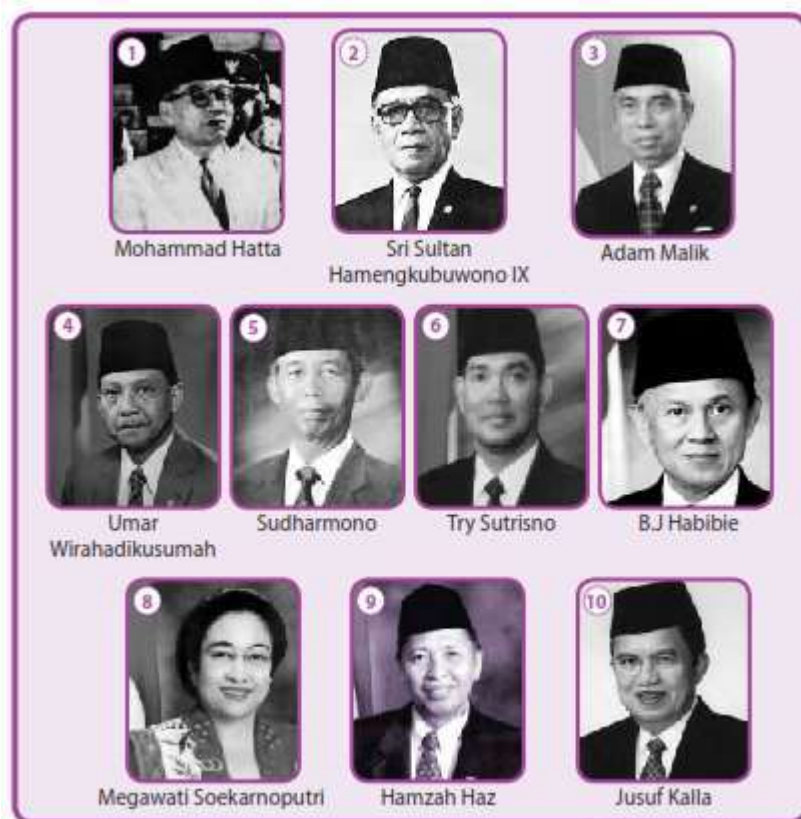 1
2
3
Mohammad Hatta
Sri Sultan
Hamengkubuwono IX
Adam Malik
4
5
6
7
Umar
Wirahadikusumah
Sudharmono
Try Sutrisno
B.J Habibie
8
9
10
Megawati Soekarnoputri
Hamzah Haz
Jusuf Kalla